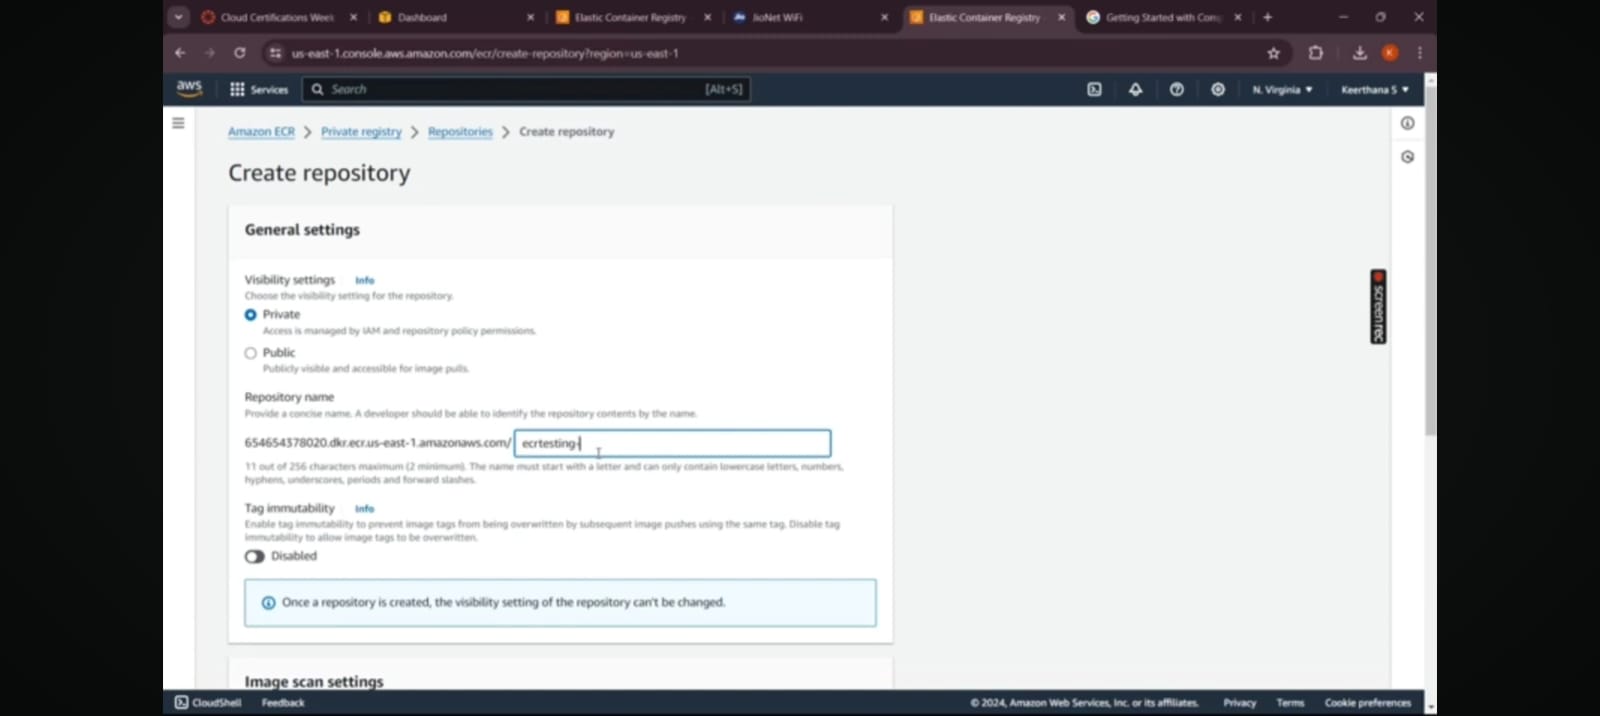 Cloud Certifications Week
Dashboard
Elastic Container Registry
JioNet WiFi
Elastic Container Registry
Getting Started with Com
us-east-1.console.aws.amazon.com/ecr/create-repository?region=us-east-1
K
aws
Services
Search
[Alt+S]
N. Virginia
Keerthana S
Amazon ECR
Private registry
Repositories
Create repository
Create repository
General settings
Visibility settings
Info
Choose the visibility setting for the repository.
Private
Access is managed by IAM and repository policy permissions.
Public
Publicly visible and accessible for image pulls.
Repository name
Provide a concise name. A developer should be able to identify the repository contents by the name.
654654378020.dkr.ecr.us-east-1.amazonaws.com/
ecrtesting-
11 out of 256 characters maximum (2 minimum). The name must start with a letter and can only contain lowercase letters, numbers,
hyphens, underscores, periods and forward slashes.
Tag immutability
Info
Enable tag immutability to prevent image tags from being overwritten by subsequent image pushes using the same tag. Disable tag
immutability to allow image tags to be overwritten.
Disabled
Once a repository is created, the visibility setting of the repository can't be changed.
Image scan settings
screenrec
CloudShell
Feedback
© 2024, Amazon Web Services, Inc. or its affiliates.
Privacy
Terms
Cookie preferences